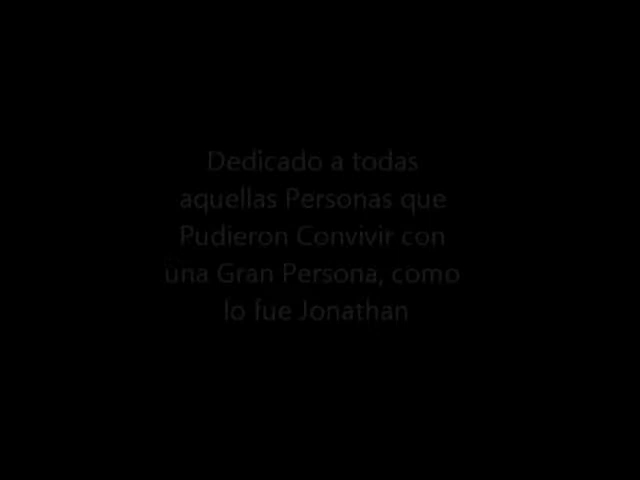 Dedicado a todas
aquellas Personas que
Pudieron Convivir con
una Gran Persona, como
lo fue Jonathan